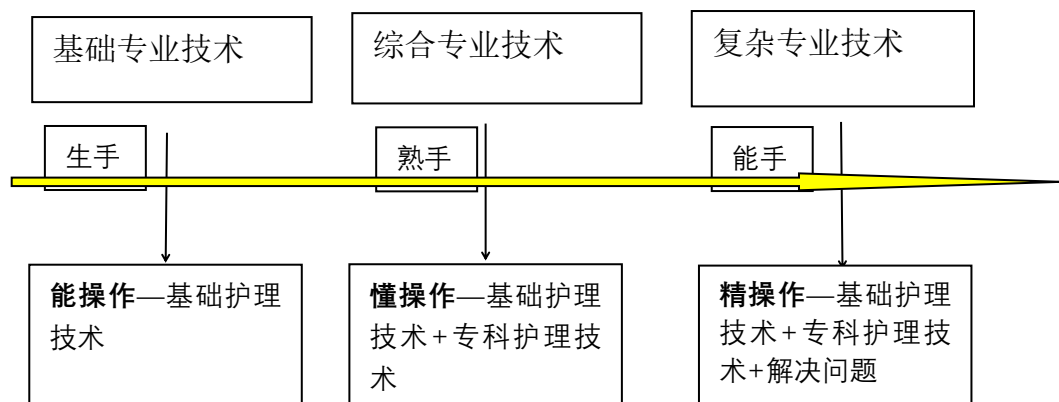 基础专业技术
综合专业技术
复杂专业技术
生手
熟手
能手
能操作—基础护理
技术
懂操作—基础护理
技术+专科护理技
术
精操作—基础护理
技术+专科护理技
术+解决问题